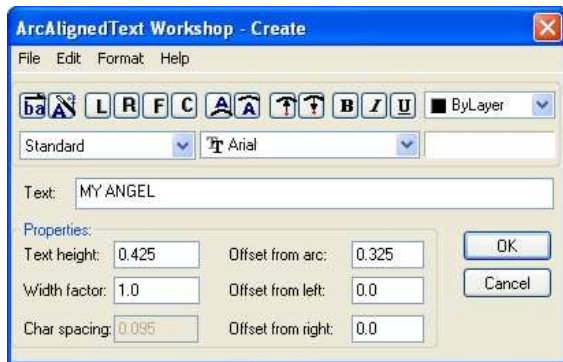 ArcAlignedText Workshop - Create
File Edit Format Help
ba A L R F C A A B I U ByLayer
Standard Arial
Text: MY ANGEL
Properties:
Text height: 0.425 Offset from arc: 0.325 OK
Width factor: 1.0 Offset from left: 0.0 Cancel
Char spacing: 0.095 Offset from right: 0.0